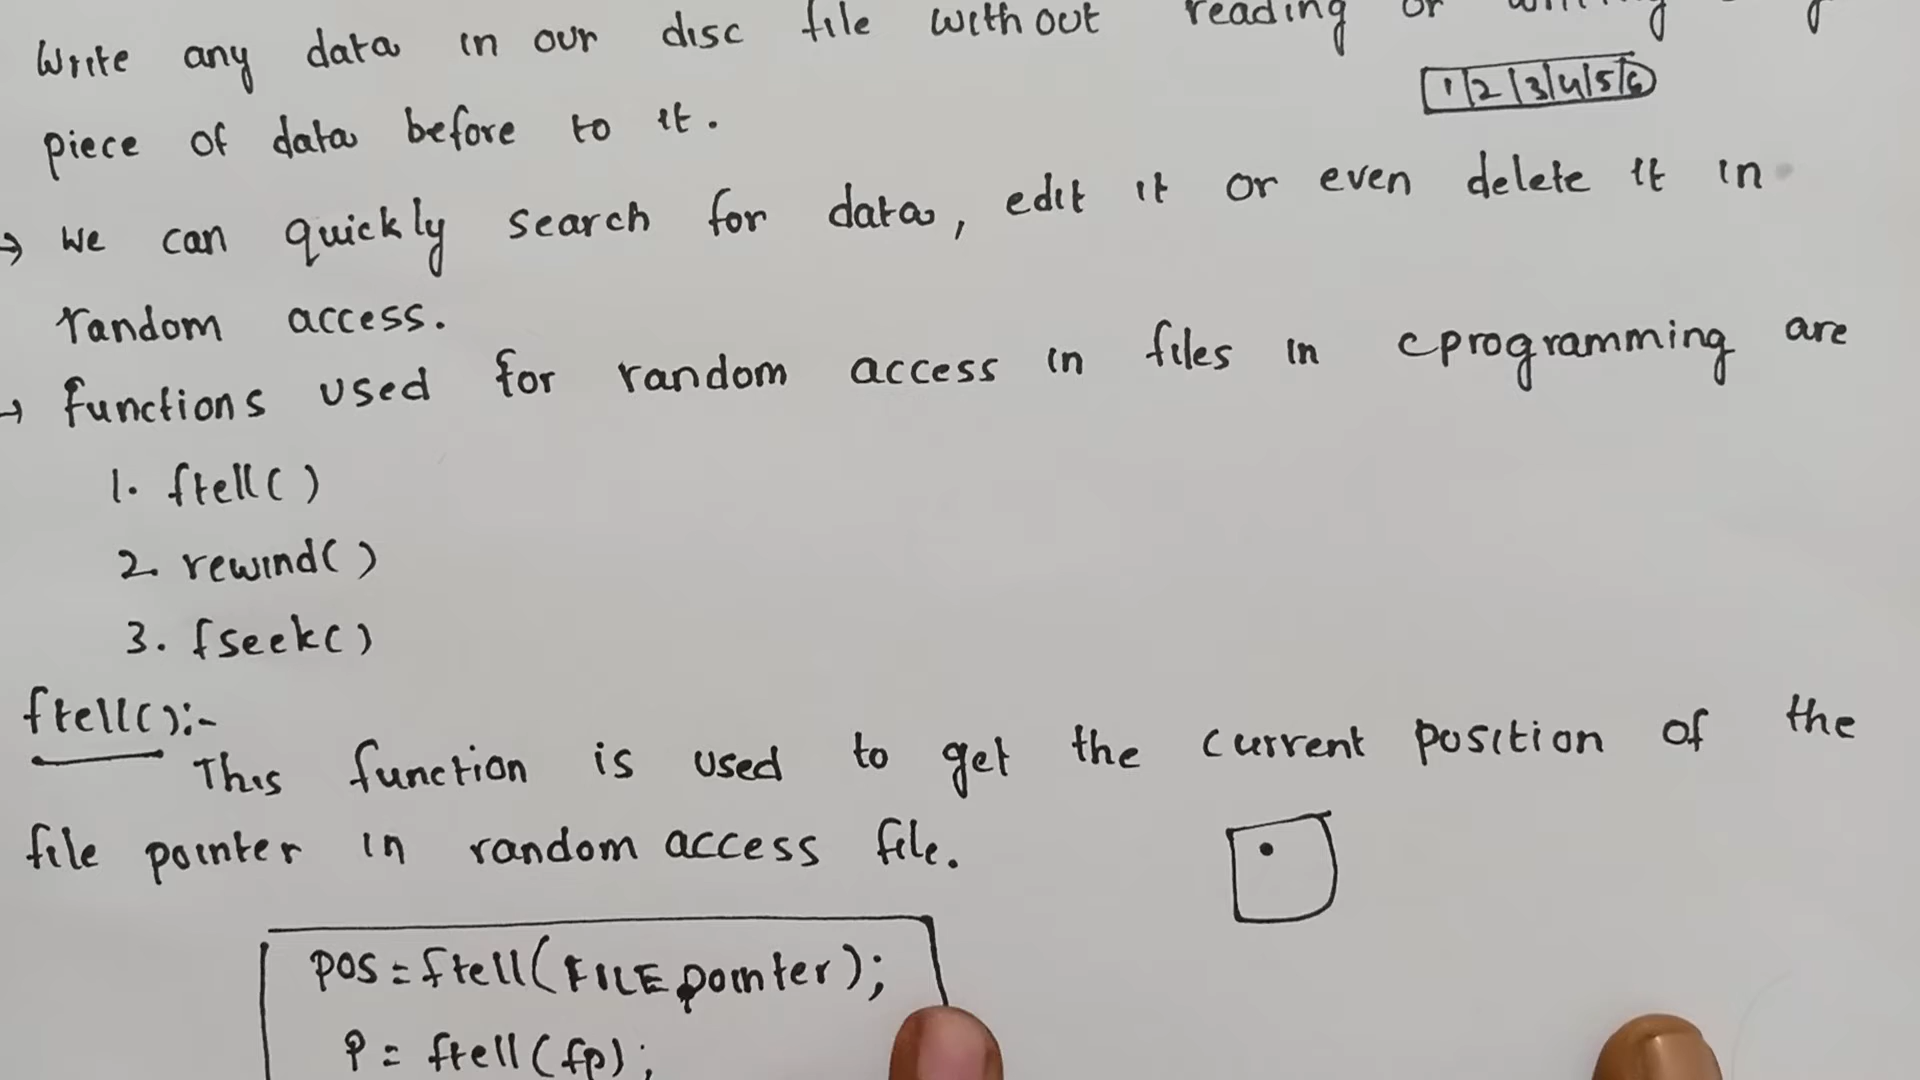 Write any data in our disc file without reading or
1 2 3 4 5 6
piece of data before to it.
→ we can quickly search for data, edit it or even delete it in
random access.
→ functions used for random access in files in cprogramming are
1. ftell()
2. rewind()
3. fseek()
ftell():-
This function is used to get the current position of the
file pointer in random access file.
pos = ftell(FILE pointer);
P = ftell(fp);